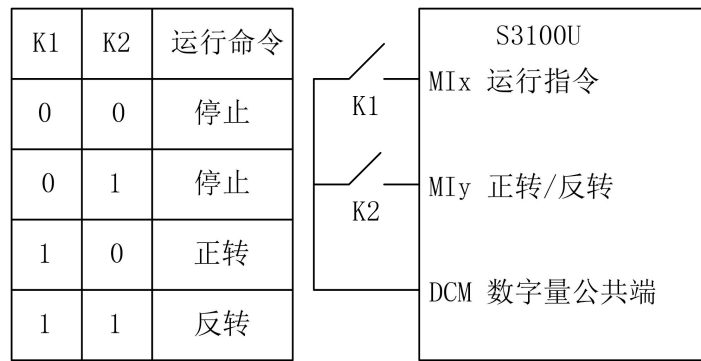 K1 K2 运行命令
0 0 停止
0 1 停止
1 0 正转
1 1 反转
K1
K2
S3100U
MIx 运行指令
MIy 正转/反转
DCM 数字量公共端